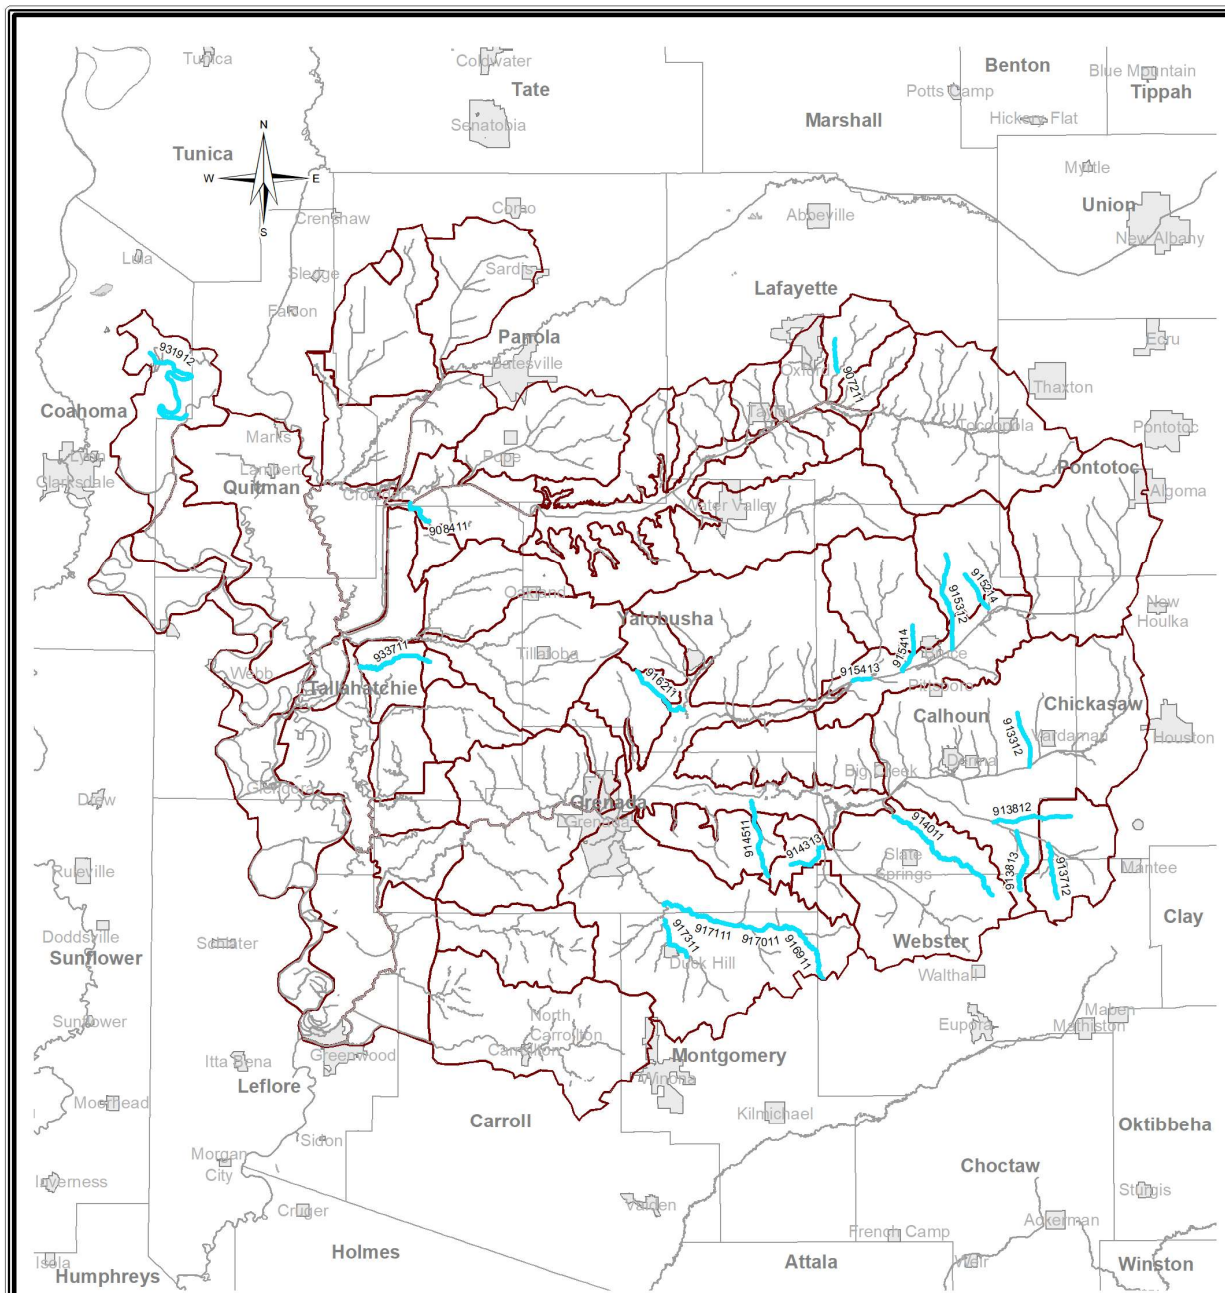 Tunica
Coldwater
Benton
Blue Mountain
Tate
Potts Camp
Tippah
Senatobia
Marshall
Hickory Flat
N
Tunica
W
E
Myrtle
S
Crenshaw
Como
Abbeville
Union
New Albany
Lula
Sledge
Sardis
Lafayette
Falcon
Panola
Ecru
931912
Batesville
Oxford
907211
Thaxton
Coahoma
Taylor
Toccopola
Pontotoc
Marks
Lyon
Lambert
Pope
Pontotoc
Clarksdale
Quitman
Crowder
Algoma
Water Valley
908411
915312
915214
Oakland
New
Houlka
Yalobusha
915414
Bruce
933711
Tillatoba
Webb
915413
Pittsboro
Tallahatchie
916211
Calhoun
Chickasaw
913312
Vardaman
Houston
Big Creek
Derma
Glendora
Drew
Grenada
Grenada
913812
914511
914011
914313
Slate
Springs
913813
913712
Mantee
Ruleville
Clay
917111
917011
916911
917311
Doddsville
Schlater
Webster
Sunflower
Duck Hill
Walthall
Sunflower
North
Carrollton
Carrollton
Eupora
Maben
Mathiston
Greenwood
Itta Bena
Montgomery
Leflore
Winona
Moorhead
Carroll
Kilmichael
Oktibbeha
Sidon
Morgan
City
Choctaw
Inverness
Sturgis
Cruger
Vaiden
French Camp
Ackerman
Holmes
Isola
Attala
Weir
Winston
Humphreys